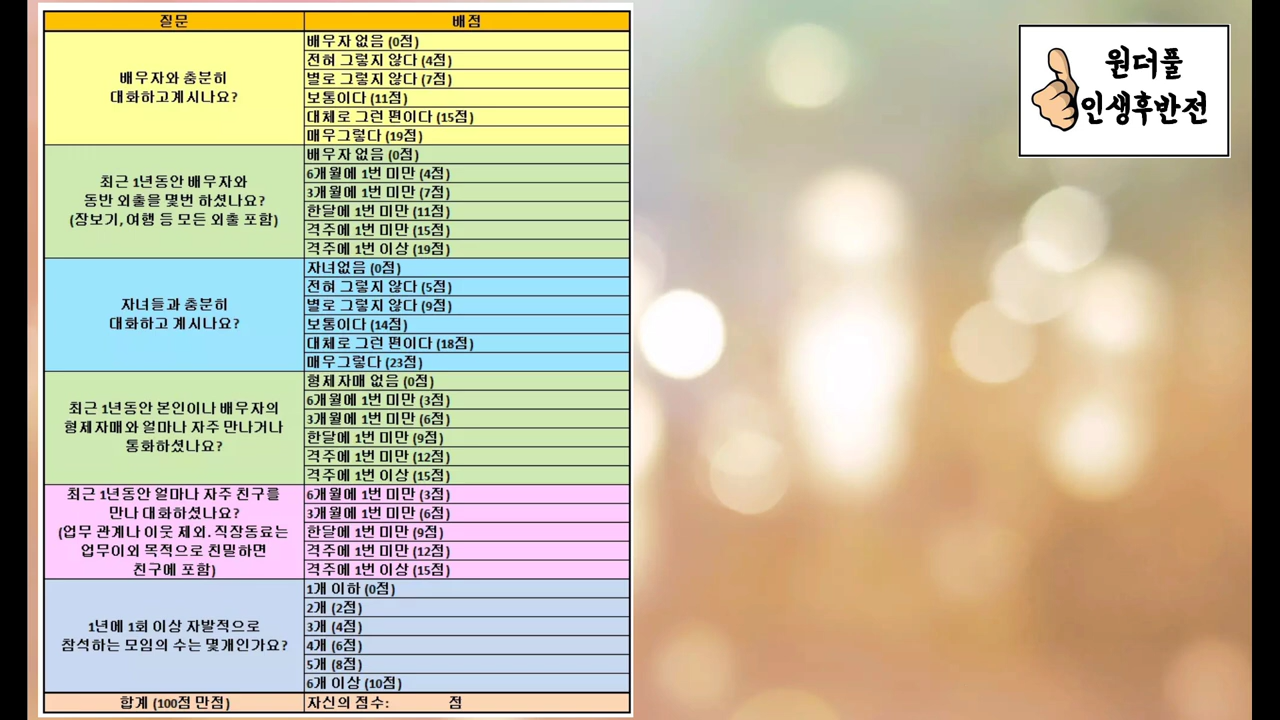 질문
배점
배우자와 충분히
대화하고계시나요?
배우자 없음 (0점)
전혀 그렇지 않다 (4점)
별로 그렇지 않다 (7점)
보통이다 (11점)
대체로 그런 편이다 (15점)
매우그렇다 (19점)
최근 1년동안 배우자와
동반 외출을 몇번 하셨나요?
(장보기, 여행 등 모든 외출 포함)
배우자 없음 (0점)
6개월에 1번 미만 (4점)
3개월에 1번 미만 (7점)
한달에 1번 미만 (11점)
격주에 1번 미만 (15점)
격주에 1번 이상 (19점)
자녀들과 충분히
대화하고 계시나요?
자녀없음 (0점)
전혀 그렇지 않다 (5점)
별로 그렇지 않다 (9점)
보통이다 (14점)
대체로 그런 편이다 (18점)
매우그렇다 (23점)
최근 1년동안 본인이나 배우자의
형제자매와 얼마나 자주 만나거나
통화하셨나요?
형제자매 없음 (0점)
6개월에 1번 미만 (3점)
3개월에 1번 미만 (6점)
한달에 1번 미만 (9점)
격주에 1번 미만 (12점)
격주에 1번 이상 (15점)
최근 1년동안 얼마나 자주 친구를
만나 대화하셨나요?
(업무 관계나 이웃 제외. 직장동료는
업무이외 목적으로 친밀하면
친구에 포함)
6개월에 1번 미만 (3점)
3개월에 1번 미만 (6점)
한달에 1번 미만 (9점)
격주에 1번 미만 (12점)
격주에 1번 이상 (15점)
1년에 1회 이상 자발적으로
참석하는 모임의 수는 몇개인가요?
1개 이하 (0점)
2개 (2점)
3개 (4점)
4개 (6점)
5개 (8점)
6개 이상 (10점)
합계 (100점 만점)
자신의 점수: 점
원더풀
인생후반전